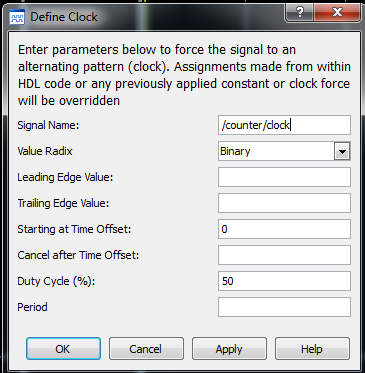 Define Clock
Enter parameters below to force the signal to an
alternating pattern (clock). Assignments made from within
HDL code or any previously applied constant or clock force
will be overridden
Signal Name: /counter/clock
Value Radix Binary
Leading Edge Value:
Trailing Edge Value:
Starting at Time Offset: 0
Cancel after Time Offset:
Duty Cycle (%): 50
Period
OK Cancel Apply Help